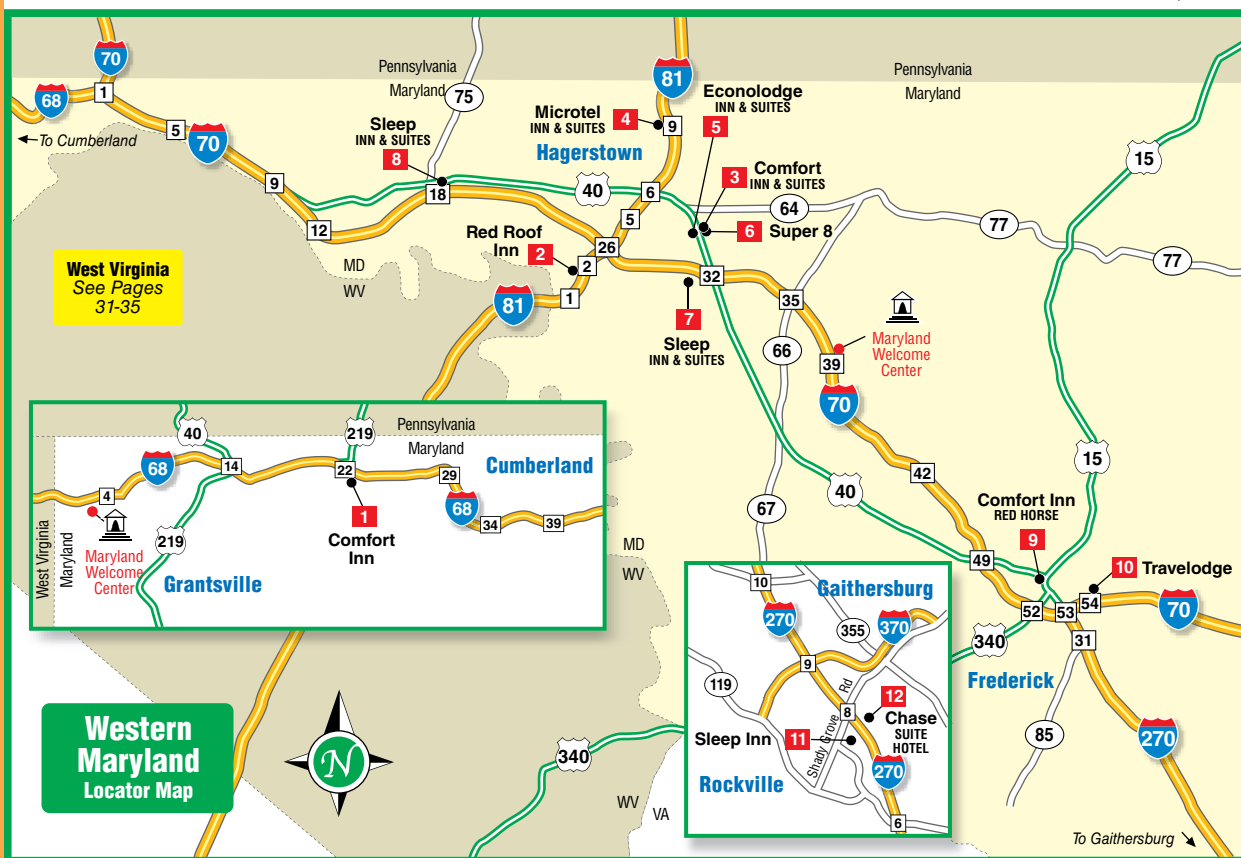 70
68
1
←To Cumberland
5
70
9
12
Pennsylvania
Maryland
75
Sleep
INN & SUITES
8
18
Microtel
INN & SUITES
4
Hagerstown
81
9
Econolodge
INN & SUITES
5
3
Comfort
INN & SUITES
6
Super 8
40
6
5
26
Red Roof
Inn
2
2
1
81
MD
WV
West Virginia
See Pages
31-35
Pennsylvania
Maryland
15
64
77
77
32
7
Sleep
INN & SUITES
35
66
39
Maryland
Welcome
Center
70
42
40
67
15
Comfort Inn
RED HORSE
9
49
10
Travelodge
52
53
54
70
31
340
Frederick
85
270
To Gaithersburg
40
219
Pennsylvania
Maryland
Cumberland
68
14
22
29
4
68
34
39
1
Comfort
Inn
219
Grantsville
Maryland
Welcome
Center
West Virginia
Maryland
MD
WV
10
Gaithersburg
270
355
370
9
119
Shady Grove Rd
8
12
Chase
SUITE
HOTEL
Sleep Inn
11
270
Rockville
6
Western
Maryland
Locator Map
N
340
WV
VA